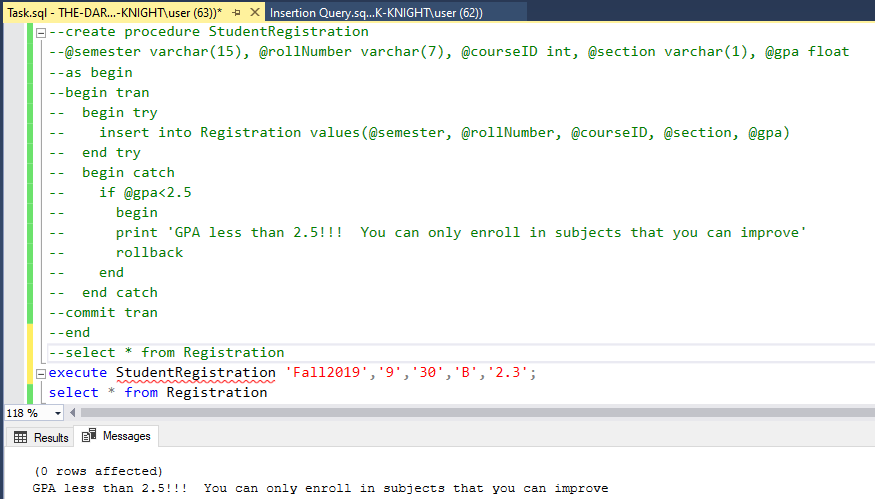 Task.sql - THE-DAR...-KNIGHT\user (63))* Insertion Query.sq...K-KNIGHT\user (62))
--create procedure StudentRegistration
--@semester varchar(15), @rollNumber varchar(7), @courseID int, @section varchar(1), @gpa float
--as begin
--begin tran
-- begin try
-- insert into Registration values(@semester, @rollNumber, @courseID, @section, @gpa)
-- end try
-- begin catch
-- if @gpa<2.5
-- begin
-- print 'GPA less than 2.5!!! You can only enroll in subjects that you can improve'
-- rollback
-- end
-- end catch
--commit tran
--end
--select * from Registration
execute StudentRegistration 'Fall2019','9','30','B','2.3';
select * from Registration
118 %
Results Messages
(0 rows affected)
GPA less than 2.5!!! You can only enroll in subjects that you can improve